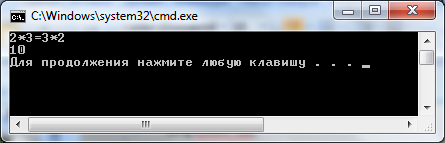 C:\Windows\system32\cmd.exe
2*3=3*2
10
Для продолжения нажмите любую клавишу . . .